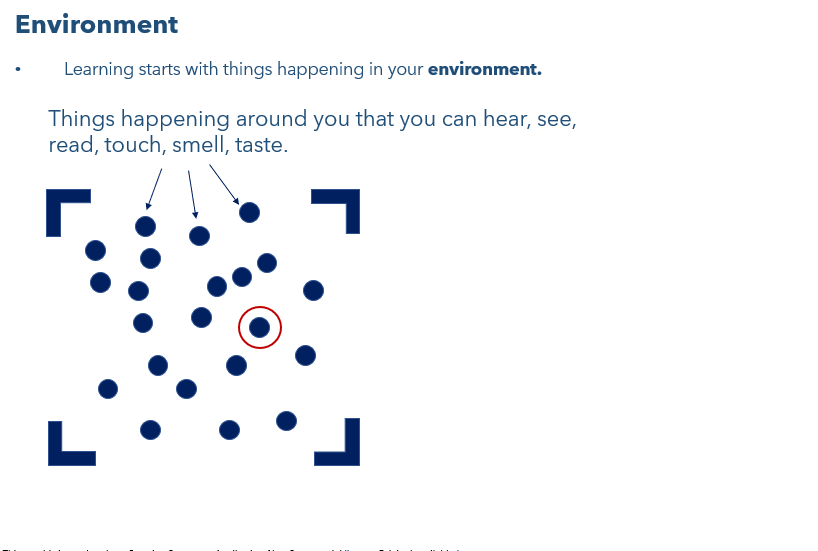 Environment
• Learning starts with things happening in your environment.
Things happening around you that you can hear, see,
read, touch, smell, taste.